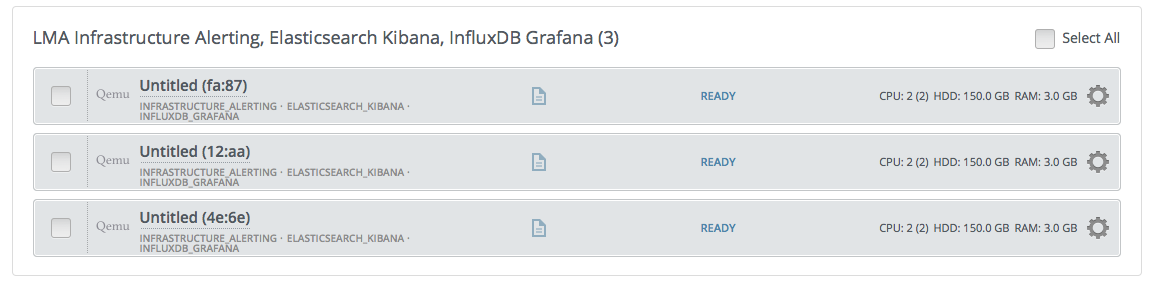 LMA Infrastructure Alerting, Elasticsearch Kibana, InfluxDB Grafana (3)
Select All
Qemu
Untitled (fa:87)
INFRASTRUCTURE_ALERTING · ELASTICSEARCH_KIBANA ·
INFLUXDB_GRAFANA
READY
CPU: 2 (2) HDD: 150.0 GB RAM: 3.0 GB
Qemu
Untitled (12:aa)
INFRASTRUCTURE_ALERTING · ELASTICSEARCH_KIBANA ·
INFLUXDB_GRAFANA
READY
CPU: 2 (2) HDD: 150.0 GB RAM: 3.0 GB
Qemu
Untitled (4e:6e)
INFRASTRUCTURE_ALERTING · ELASTICSEARCH_KIBANA ·
INFLUXDB_GRAFANA
READY
CPU: 2 (2) HDD: 150.0 GB RAM: 3.0 GB